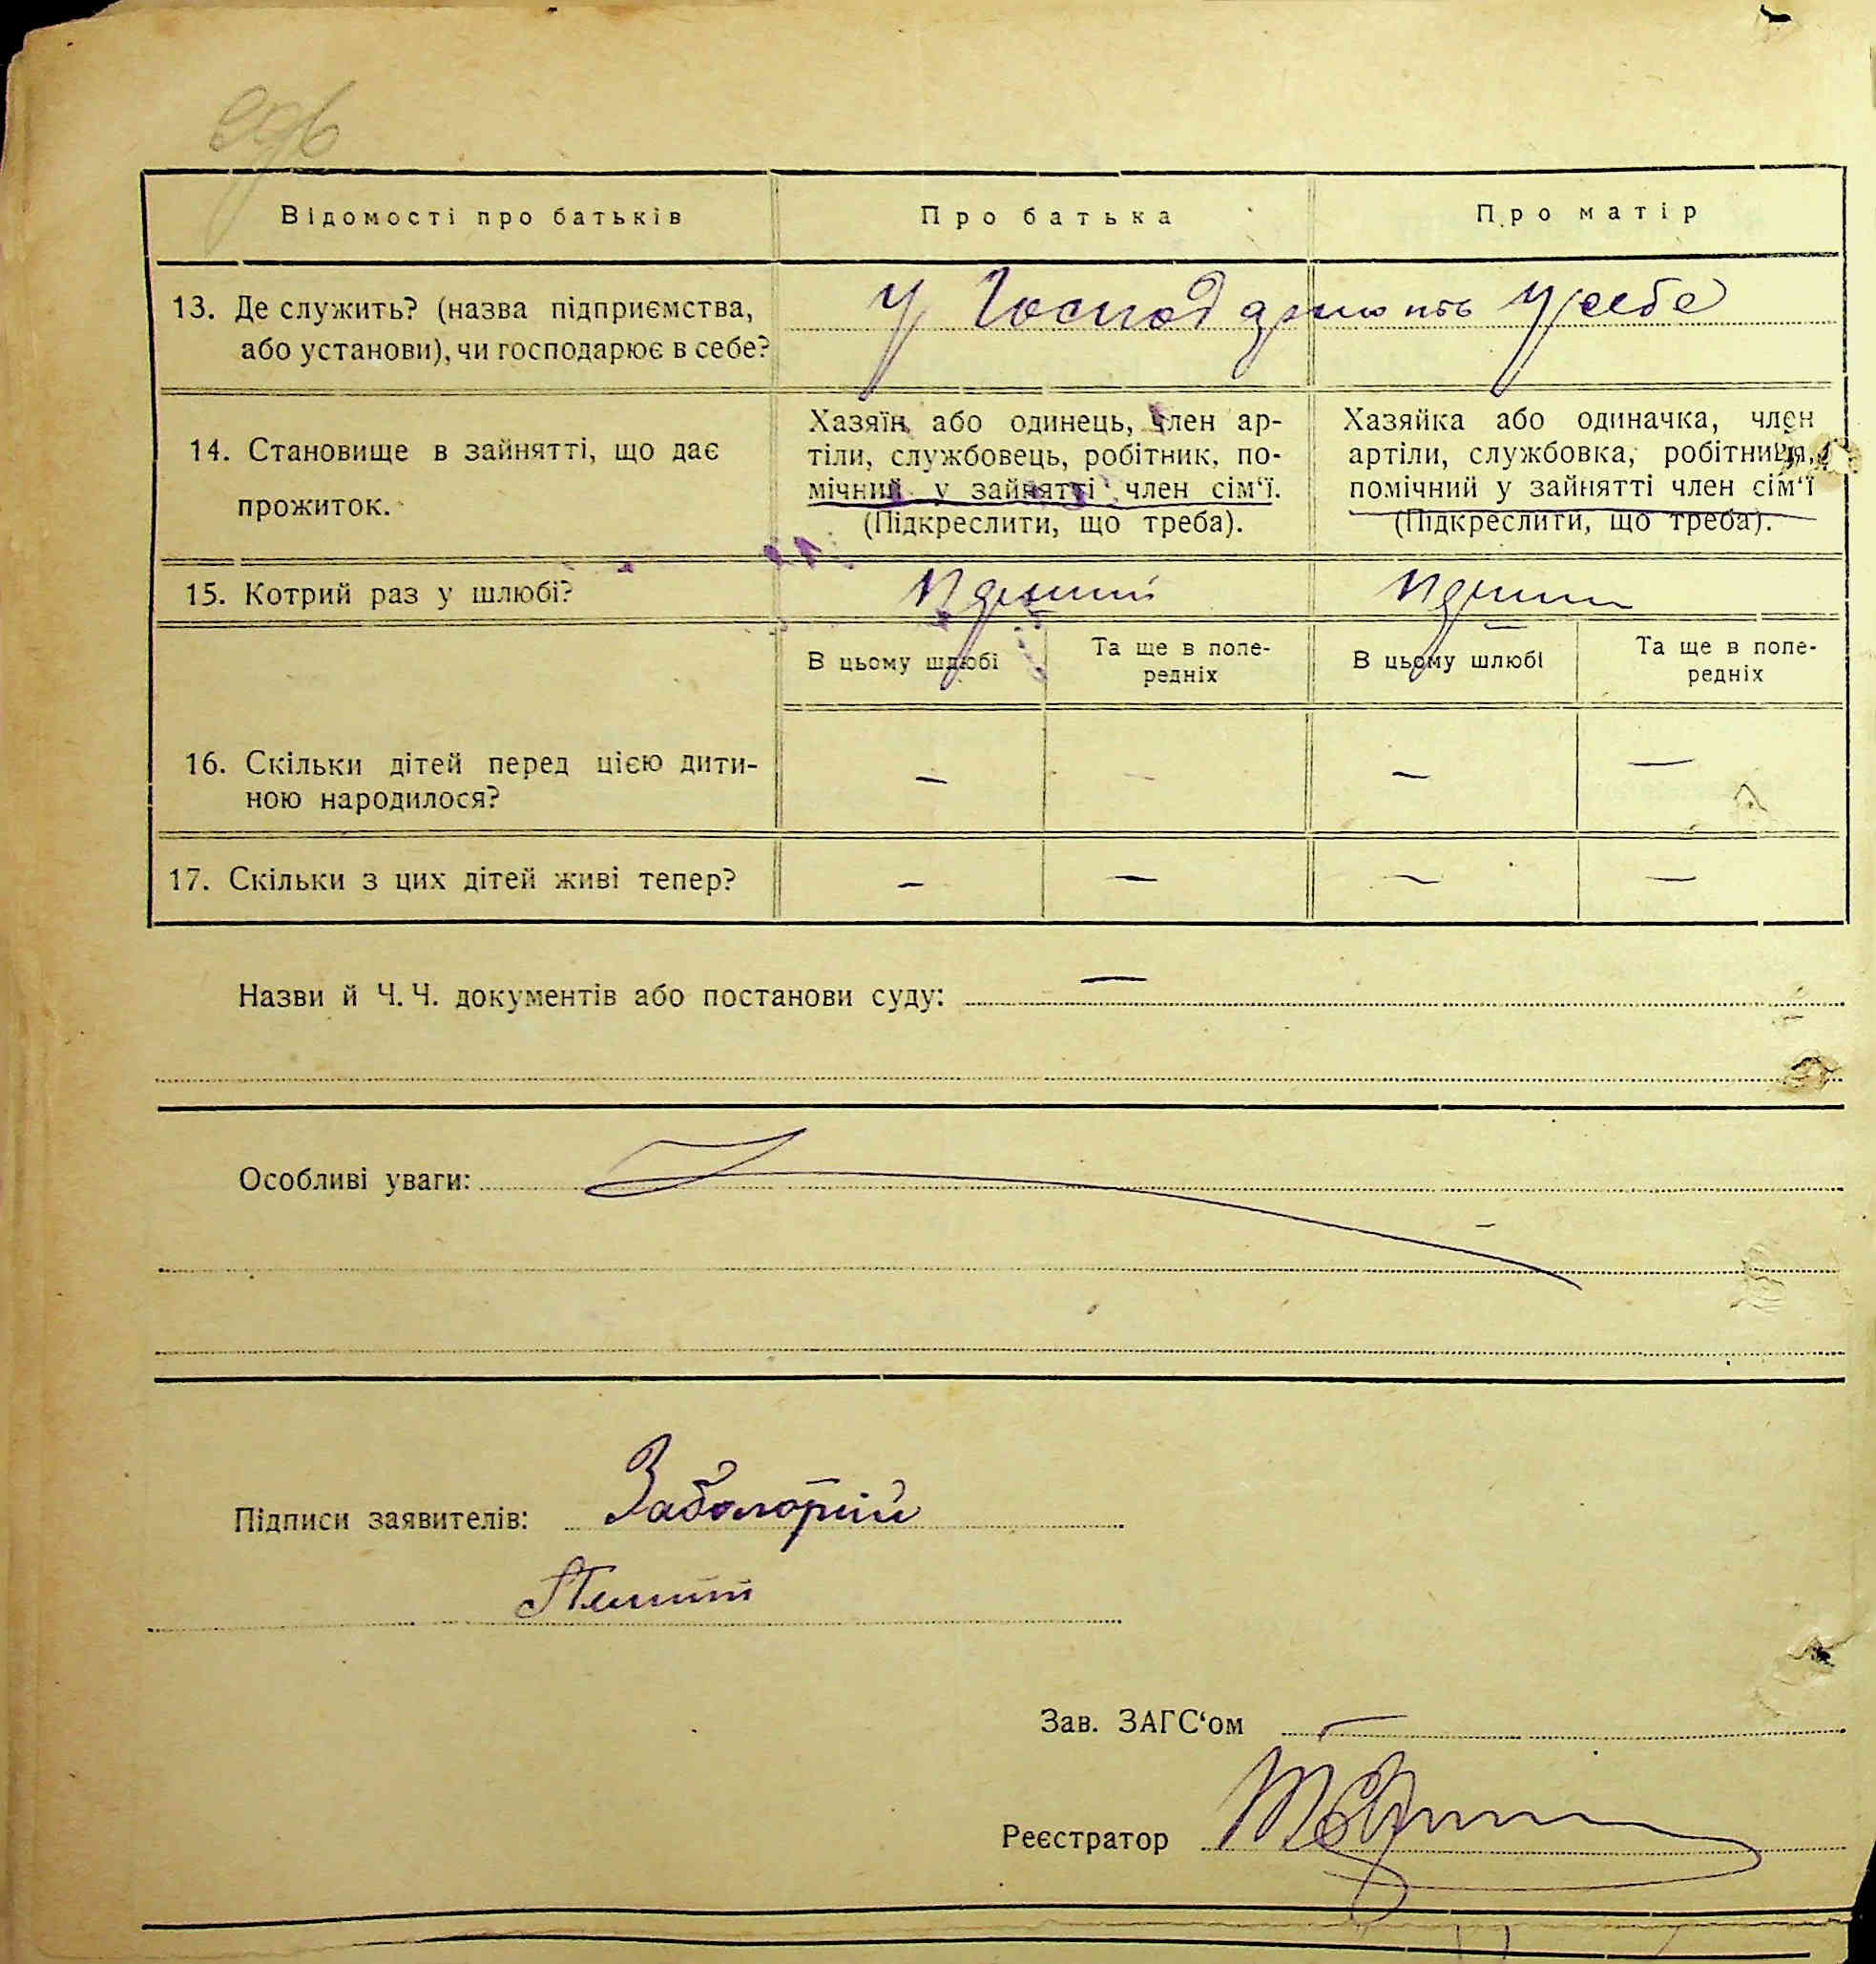 Відомості про батьків
Про батька
Про матір
13. Де служить? (назва підприємства,
або установи), чи господарює в себе?
У Господарюють у себе
14. Становище в зайнятті, що дає
прожиток.
Хазяїн або одинець, член ар-
тіли, службовець, робітник, по-
мічний у зайнятті член сім‘ї.
(Підкреслити, що треба).
Хазяйка або одиначка, член
артіли, службовка, робітниця,
помічний у зайнятті член сім‘ї
(Підкреслити, що треба).
15. Котрий раз у шлюбі?
В цьому шлюбі
Та ще в попе-
редніх
В цьому шлюбі
Та ще в попе-
редніх
16. Скільки дітей перед цією дити-
ною народилося?
— — — —
17. Скільки з цих дітей живі тепер?
— — — —
Назви й Ч. Ч. документів або постанови суду: —
Особливі уваги:
Підписи заявителів: Заболотній
Зав. ЗАГС‘ом
Реєстратор